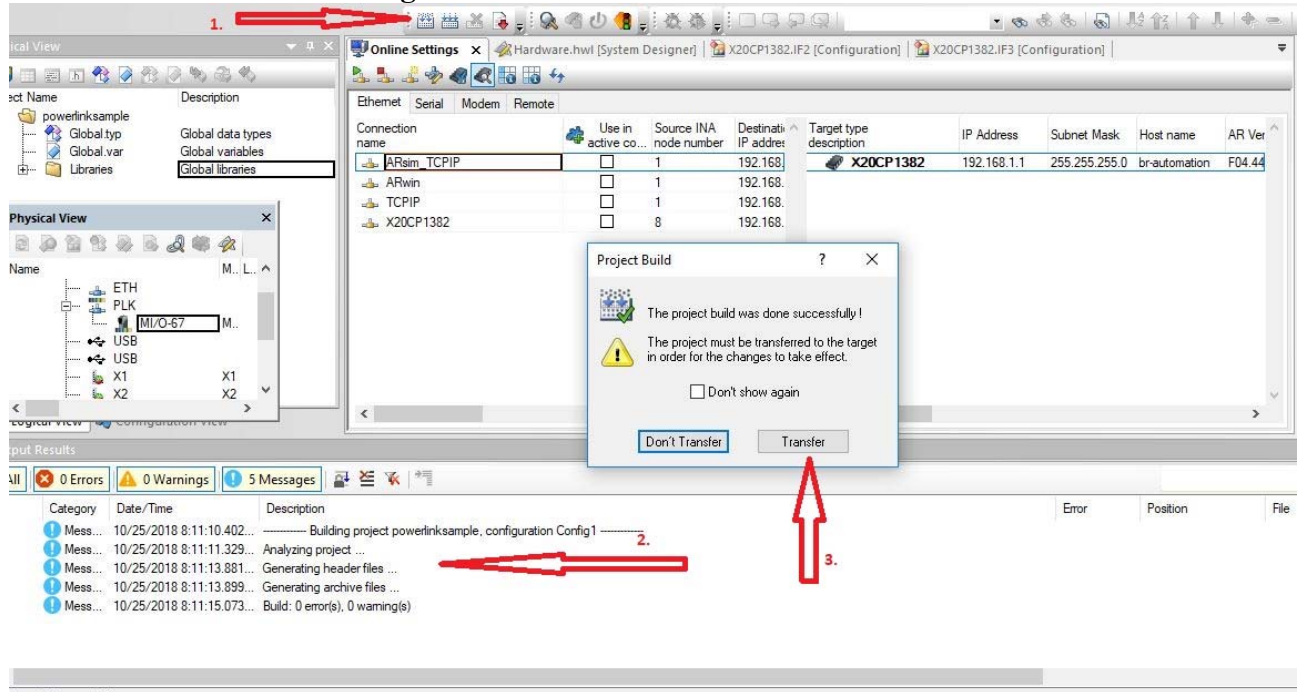 1.
ical View
Online Settings x Hardware.hwl [System Designer] X20CP1382.IF2 [Configuration] X20CP1382.IF3 [Configuration]
ect Name Description
powerlinksample
Global.typ Global data types
Global.var Global variables
Libraries Global libraries
Ethernet Serial Modem Remote
Connection name Use in active co... Source INA node number Destinati IP addres Target type description IP Address Subnet Mask Host name AR Ver
ARsim_TCPIP 1 192.168. X20CP1382 192.168.1.1 255.255.255.0 br-automation F04.44
ARwin 1 192.168.
TCPIP 1 192.168.
X20CP1382 8 192.168.
Physical View x
Name M.. L..
ETH
PLK
MI/O-67 M..
USB
USB
X1 X1
X2 X2
Logical View Configuration View
Project Build ? X
The project build was done successfully !
The project must be transferred to the target
in order for the changes to take effect.
Don't show again
Don't Transfer Transfer
put Results
All 0 Errors 0 Warnings 5 Messages
Category Date/Time Description Error Position File
Mess... 10/25/2018 8:11:10.402... ------------ Building project powerlinksample, configuration Config1 ------------
Mess... 10/25/2018 8:11:11.329... Analyzing project ...
Mess... 10/25/2018 8:11:13.881... Generating header files ...
Mess... 10/25/2018 8:11:13.899... Generating archive files ...
Mess... 10/25/2018 8:11:15.073... Build: 0 error(s), 0 warning(s)
2.
3.